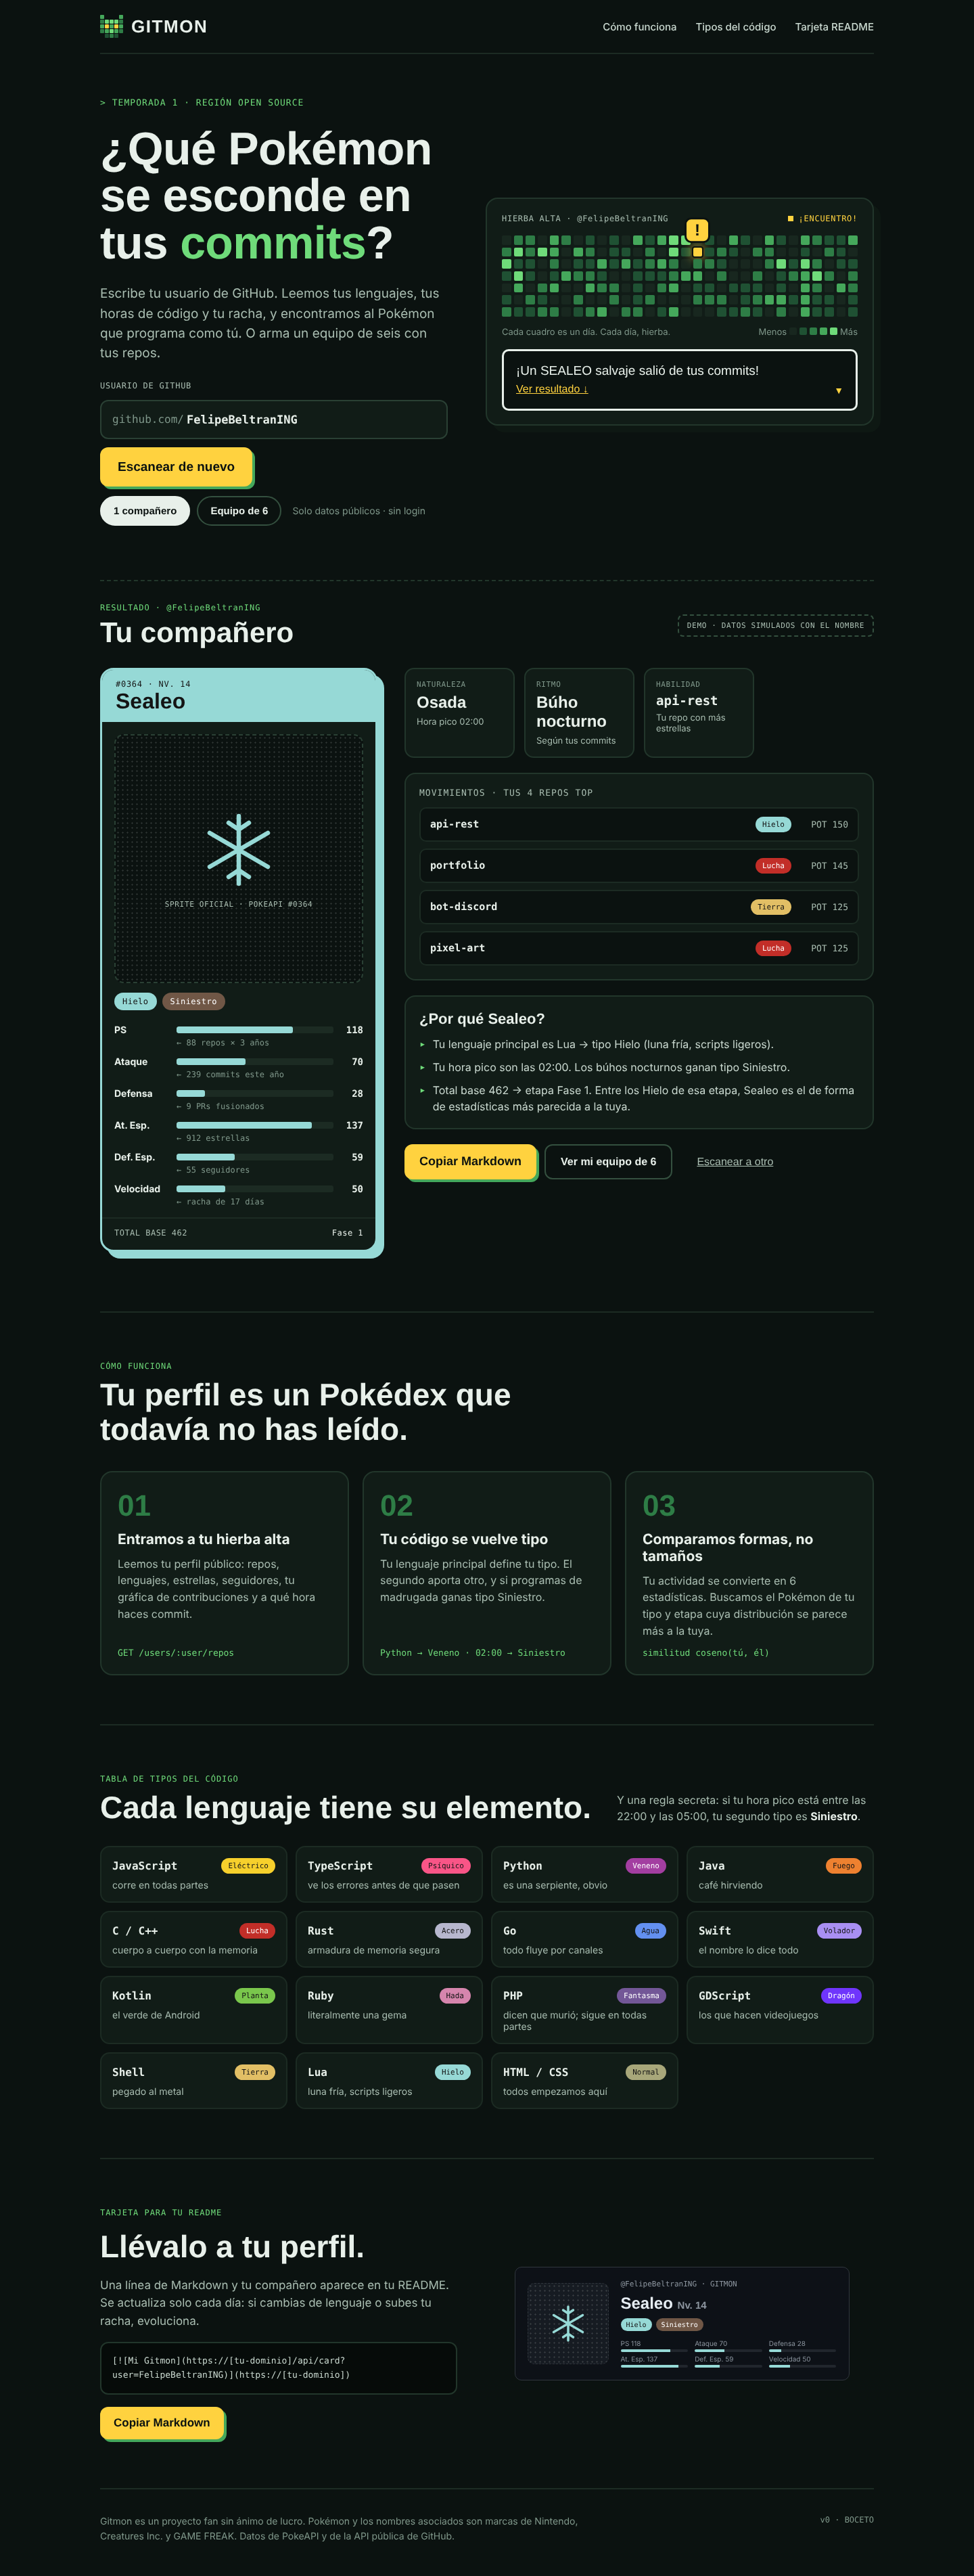 GITMON
Cómo funciona Tipos del código Tarjeta README
> TEMPORADA 1 · REGIÓN OPEN SOURCE
¿Qué Pokémon
se esconde en
tus commits?
Escribe tu usuario de GitHub. Leemos tus lenguajes, tus
horas de código y tu racha, y encontramos al Pokémon
que programa como tú. O arma un equipo de seis con
tus repos.
USUARIO DE GITHUB
github.com/ FelipeBeltranING
Escanear de nuevo
1 compañero Equipo de 6 Solo datos públicos · sin login
HIERBA ALTA · @FelipeBeltranING ¡ENCUENTRO!
!
Cada cuadro es un día. Cada día, hierba. Menos Más
¡Un SEALEO salvaje salió de tus commits!
Ver resultado ↓ ▼
RESULTADO · @FelipeBeltranING
Tu compañero
DEMO · DATOS SIMULADOS CON EL NOMBRE
#0364 · NV. 14
Sealeo
SPRITE OFICIAL · POKEAPI #0364
Hielo Siniestro
PS 118
← 88 repos × 3 años
Ataque 70
← 239 commits este año
Defensa 28
← 9 PRs fusionados
At. Esp. 137
← 912 estrellas
Def. Esp. 59
← 55 seguidores
Velocidad 50
← racha de 17 días
TOTAL BASE 462 Fase 1
NATURALEZA
Osada
Hora pico 02:00
RITMO
Búho
nocturno
Según tus commits
HABILIDAD
api-rest
Tu repo con más
estrellas
MOVIMIENTOS · TUS 4 REPOS TOP
api-rest Hielo POT 150
portfolio Lucha POT 145
bot-discord Tierra POT 125
pixel-art Lucha POT 125
¿Por qué Sealeo?
▸ Tu lenguaje principal es Lua → tipo Hielo (luna fría, scripts ligeros).
▸ Tu hora pico son las 02:00. Los búhos nocturnos ganan tipo Siniestro.
▸ Total base 462 → etapa Fase 1. Entre los Hielo de esa etapa, Sealeo es el de forma
de estadísticas más parecida a la tuya.
Copiar Markdown Ver mi equipo de 6 Escanear a otro
CÓMO FUNCIONA
Tu perfil es un Pokédex que
todavía no has leído.
01
Entramos a tu hierba alta
Leemos tu perfil público: repos,
lenguajes, estrellas, seguidores, tu
gráfica de contribuciones y a qué hora
haces commit.
GET /users/:user/repos
02
Tu código se vuelve tipo
Tu lenguaje principal define tu tipo. El
segundo aporta otro, y si programas de
madrugada ganas tipo Siniestro.
Python → Veneno · 02:00 → Siniestro
03
Comparamos formas, no
tamaños
Tu actividad se convierte en 6
estadísticas. Buscamos el Pokémon de tu
tipo y etapa cuya distribución se parece
más a la tuya.
similitud coseno(tú, él)
TABLA DE TIPOS DEL CÓDIGO
Cada lenguaje tiene su elemento.
Y una regla secreta: si tu hora pico está entre las
22:00 y las 05:00, tu segundo tipo es Siniestro.
JavaScript Eléctrico
corre en todas partes
TypeScript Psíquico
ve los errores antes de que pasen
Python Veneno
es una serpiente, obvio
Java Fuego
café hirviendo
C / C++ Lucha
cuerpo a cuerpo con la memoria
Rust Acero
armadura de memoria segura
Go Agua
todo fluye por canales
Swift Volador
el nombre lo dice todo
Kotlin Planta
el verde de Android
Ruby Hada
literalmente una gema
PHP Fantasma
dicen que murió; sigue en todas
partes
GDScript Dragón
los que hacen videojuegos
Shell Tierra
pegado al metal
Lua Hielo
luna fría, scripts ligeros
HTML / CSS Normal
todos empezamos aquí
TARJETA PARA TU README
Llévalo a tu perfil.
Una línea de Markdown y tu compañero aparece en tu README.
Se actualiza solo cada día: si cambias de lenguaje o subes tu
racha, evoluciona.
[![Mi Gitmon](https://[tu-dominio]/api/card?
user=FelipeBeltranING)](https://[tu-dominio])
Copiar Markdown
@FelipeBeltranING · GITMON
Sealeo Nv. 14
Hielo Siniestro
PS 118 Ataque 70 Defensa 28
At. Esp. 137 Def. Esp. 59 Velocidad 50
Gitmon es un proyecto fan sin ánimo de lucro. Pokémon y los nombres asociados son marcas de Nintendo,
Creatures Inc. y GAME FREAK. Datos de PokeAPI y de la API pública de GitHub.
v0 · BOCETO